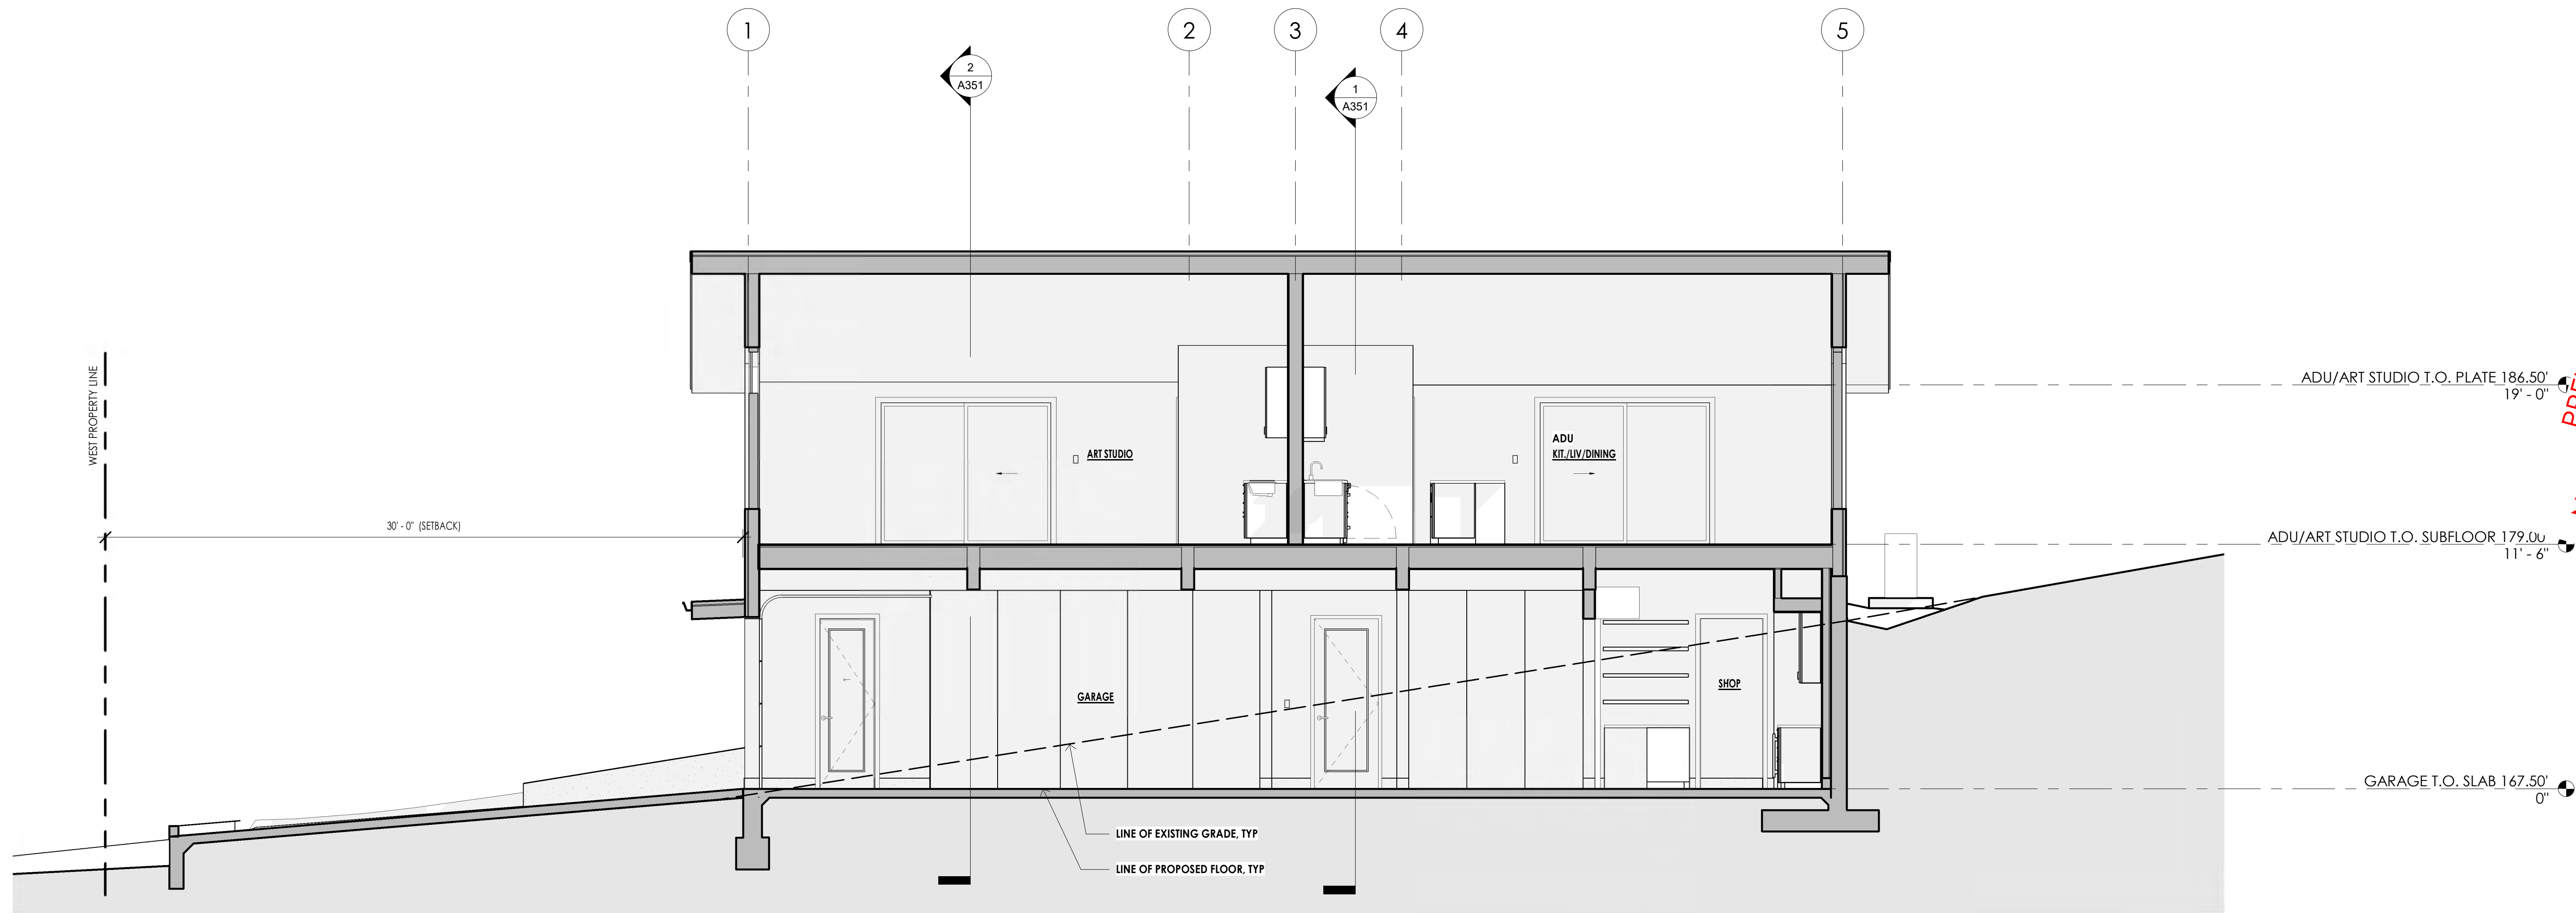 1
2
3
4
5
2
A351
1
A351
WEST PROPERTY LINE
ADU/ART STUDIO T.O. PLATE 186.50'
19' - 0"
ART STUDIO
ADU
KIT./LIV/DINING
30' - 0" (SETBACK)
ADU/ART STUDIO T.O. SUBFLOOR 179.00
11' - 6"
GARAGE
SHOP
GARAGE T.O. SLAB 167.50'
0"
LINE OF EXISTING GRADE, TYP
LINE OF PROPOSED FLOOR, TYP